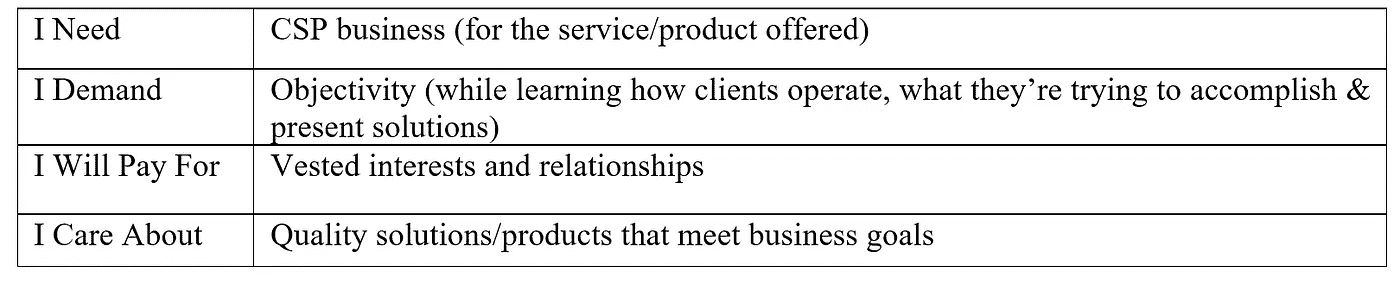 I Need CSP business (for the service/product offered)
I Demand Objectivity (while learning how clients operate, what they’re trying to accomplish &
present solutions)
I Will Pay For Vested interests and relationships
I Care About Quality solutions/products that meet business goals